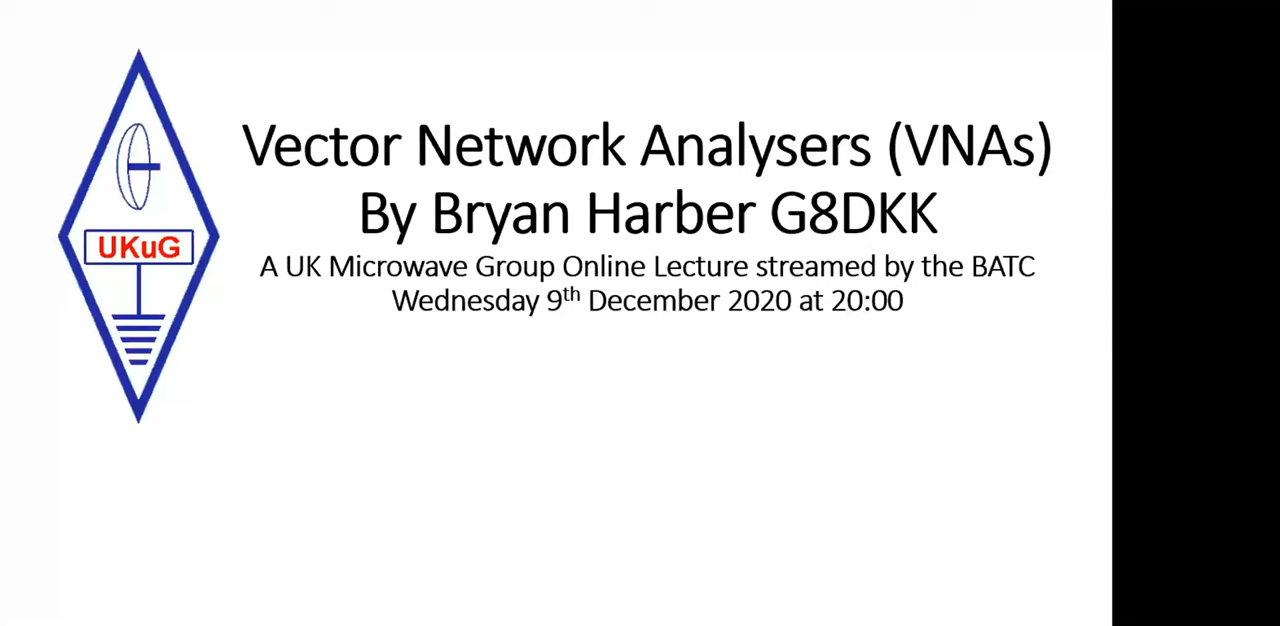 Vector Network Analysers (VNAs)
By Bryan Harber G8DKK
A UK Microwave Group Online Lecture streamed by the BATC
Wednesday 9th December 2020 at 20:00
UKuG